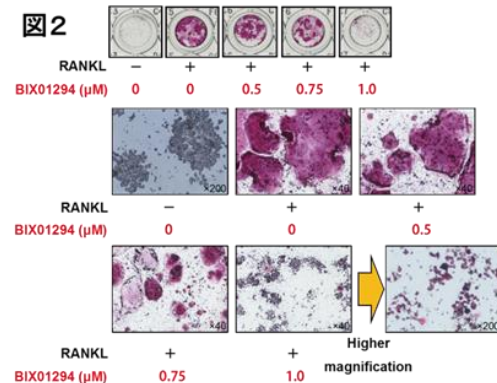 図2
RANKL － + + + +
BIX01294 (μM) 0 0 0.5 0.75 1.0
×200 ×40 ×40
RANKL － + +
BIX01294 (μM) 0 0 0.5
×40 ×40 ×200
Higher
magnification
RANKL + +
BIX01294 (μM) 0.75 1.0